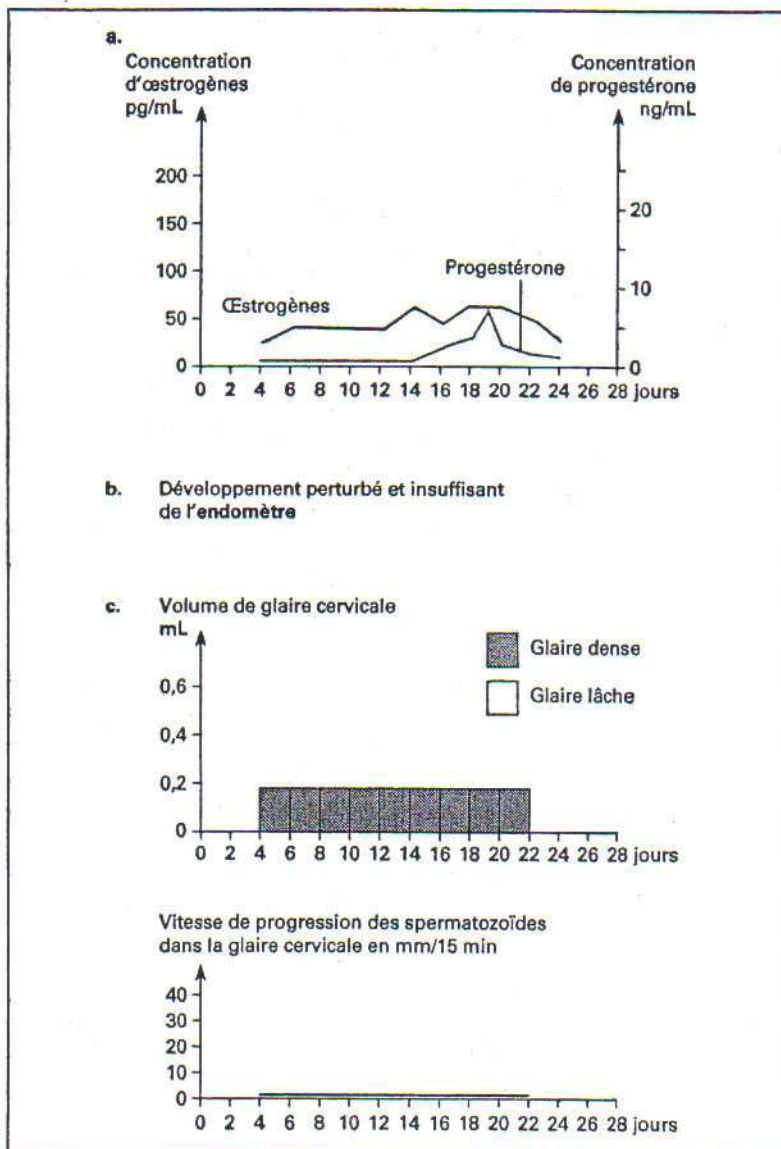 a.
Concentration
d'œstrogènes
pg/mL
Concentration
de progestérone
ng/mL
200
150
100
50
0
20
10
0
Progestérone
Œstrogènes
0 2 4 6 8 10 12 14 16 18 20 22 24 26 28 jours
b. Développement perturbé et insuffisant
de l'endomètre
c. Volume de glaire cervicale
mL
Glaire dense
Glaire lâche
0,6
0,4
0,2
0
0 2 4 6 8 10 12 14 16 18 20 22 24 26 28 jours
Vitesse de progression des spermatozoïdes
dans la glaire cervicale en mm/15 min
40
30
20
10
0
0 2 4 6 8 10 12 14 16 18 20 22 24 26 28 jours